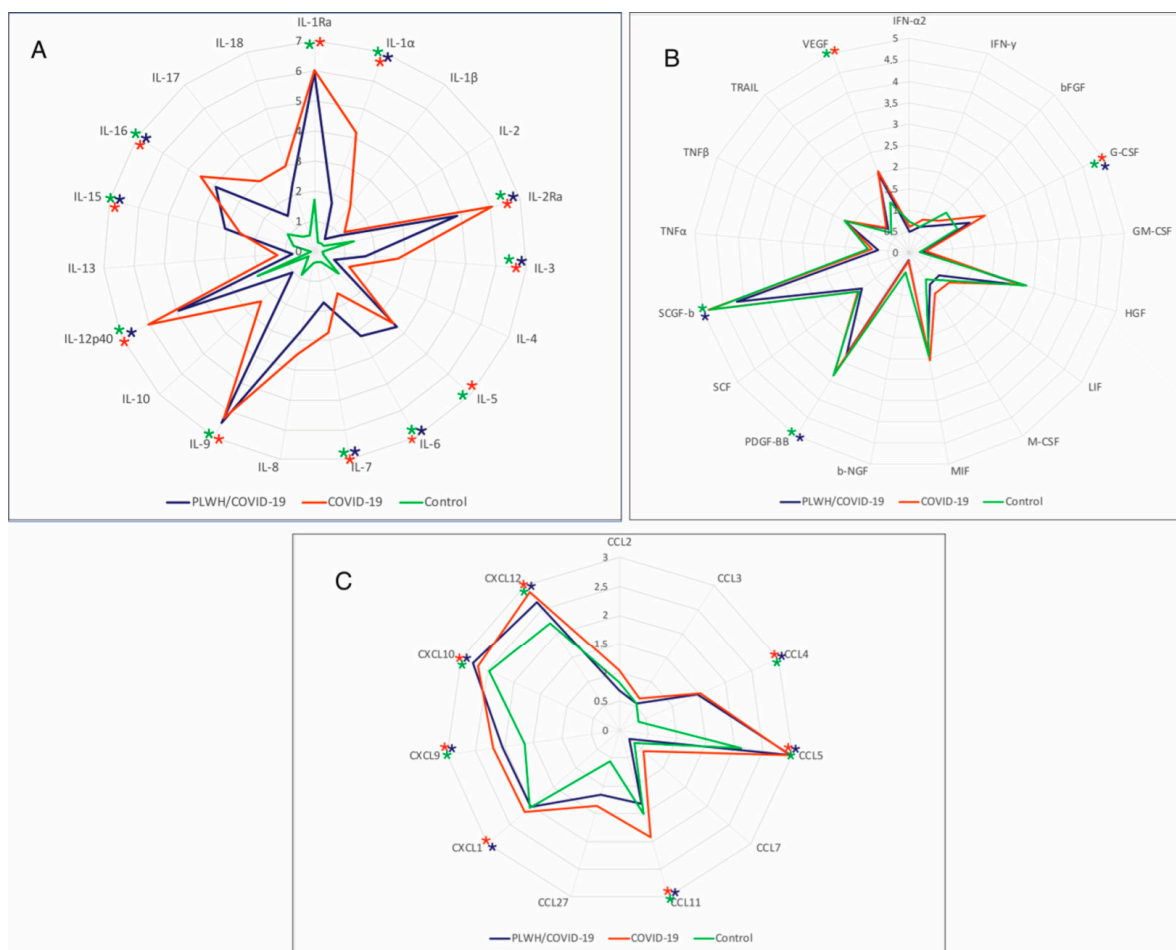 A
IL-1Ra
IL-1α
IL-1β
IL-2
IL-2Ra
IL-3
IL-4
IL-5
IL-6
IL-7
IL-8
IL-9
IL-10
IL-12p40
IL-13
IL-15
IL-16
IL-17
IL-18
7
6
5
4
3
2
1
0
PLWH/COVID-19
COVID-19
Control
B
IFN-α2
IFN-γ
bFGF
G-CSF
GM-CSF
HGF
LIF
M-CSF
MIF
b-NGF
PDGF-BB
SCF
SCGF-b
TNFα
TNFβ
TRAIL
VEGF
5
4,5
4
3,5
3
2,5
2
1,5
0
PLWH/COVID-19
COVID-19
Control
C
CCL2
CCL3
CCL4
CCL5
CCL7
CCL11
CCL27
CXCL1
CXCL9
CXCL10
CXCL12
3
2.5
2
1.5
0.5
0
PLWH/COVID-19
COVID-19
Control